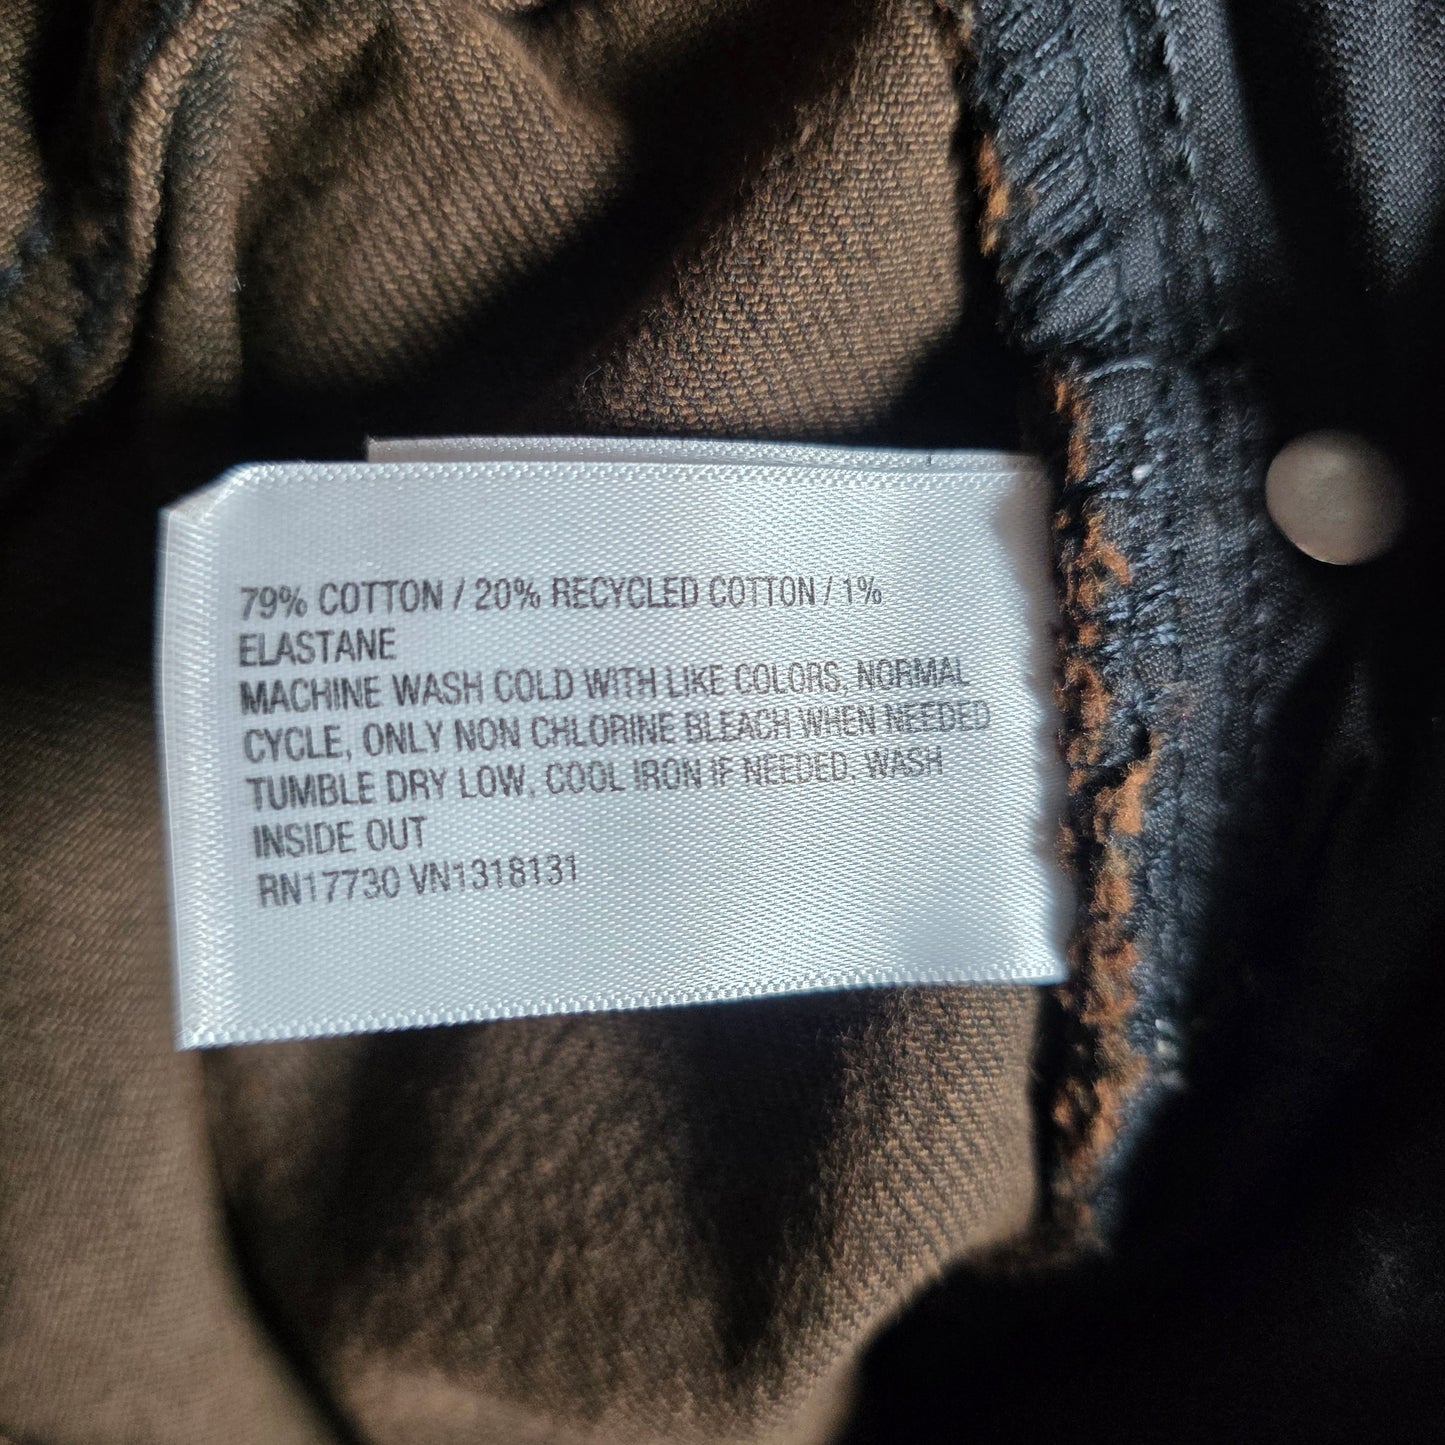 79% COTTON / 20% RECYCLED COTTON / 1%
ELASTANE
MACHINE WASH COLD WITH LIKE COLORS, NORMAL
CYCLE, ONLY NON CHLORINE BLEACH WHEN NEEDED
TUMBLE DRY LOW, COOL IRON IF NEEDED, WASH
INSIDE OUT
RN17730 VN1318131